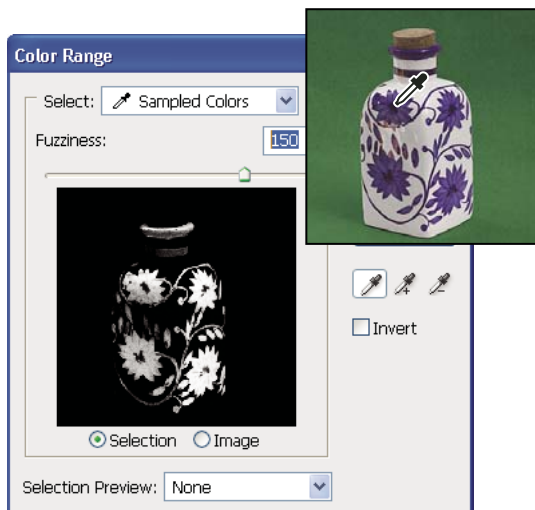 Color Range
Select: Sampled Colors
Fuzziness: 150
Invert
Selection Image
Selection Preview: None